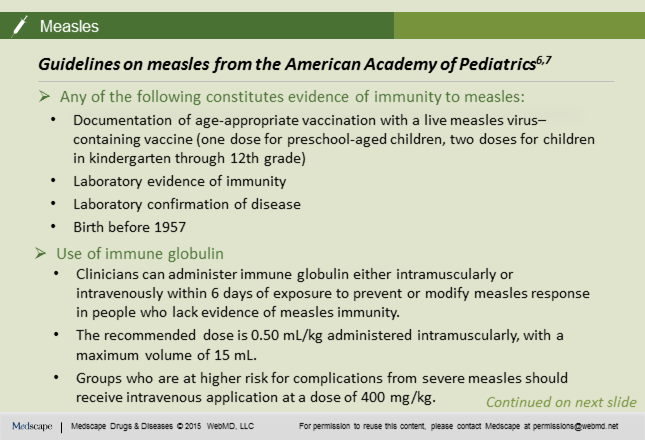 Measles
Guidelines on measles from the American Academy of Pediatrics6,7
➢ Any of the following constitutes evidence of immunity to measles:
• Documentation of age-appropriate vaccination with a live measles virus–
containing vaccine (one dose for preschool-aged children, two doses for children
in kindergarten through 12th grade)
• Laboratory evidence of immunity
• Laboratory confirmation of disease
• Birth before 1957
➢ Use of immune globulin
• Clinicians can administer immune globulin either intramuscularly or
intravenously within 6 days of exposure to prevent or modify measles response
in people who lack evidence of measles immunity.
• The recommended dose is 0.50 mL/kg administered intramuscularly, with a
maximum volume of 15 mL.
• Groups who are at higher risk for complications from severe measles should
receive intravenous application at a dose of 400 mg/kg.
Continued on next slide
Medscape | Medscape Drugs & Diseases © 2015 WebMD, LLC For permission to reuse this content, please contact Medscape at permissions@webmd.net